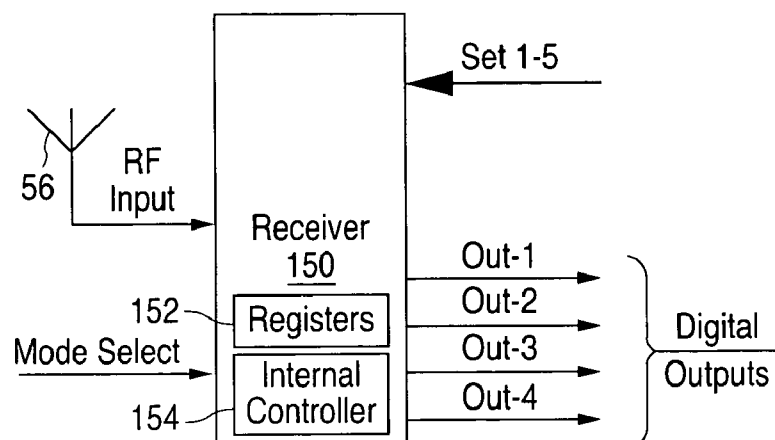 Set 1-5
56
RF
Input
Receiver
150
Out-1
152
Registers
Out-2
Digital
Outputs
Mode Select
Internal
Controller
Out-3
154
Out-4